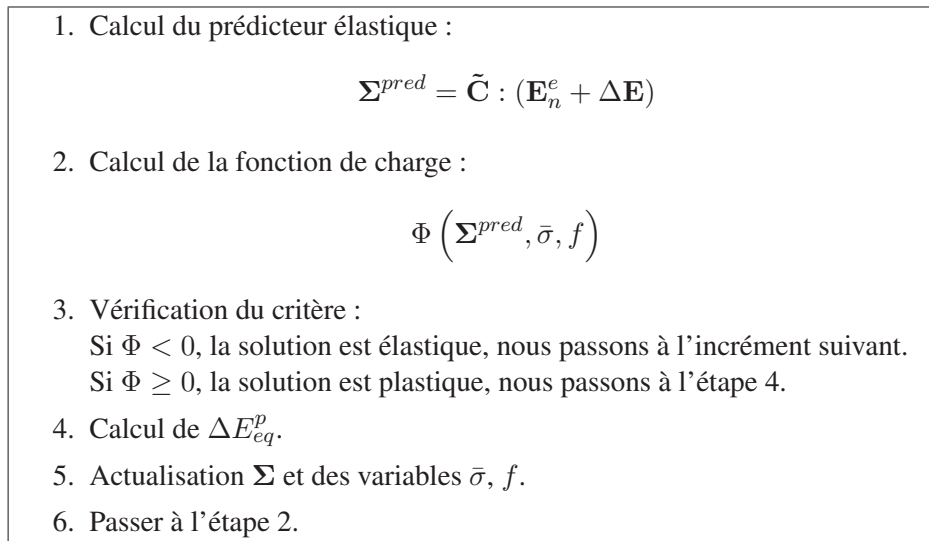 1. Calcul du prédicteur élastique :
Σ^{pred} = C̃ : (E^e_n + ΔE)
2. Calcul de la fonction de charge :
Φ (Σ^{pred}, σ̄, f)
3. Vérification du critère :
Si Φ < 0, la solution est élastique, nous passons à l'incrément suivant.
Si Φ ≥ 0, la solution est plastique, nous passons à l'étape 4.
4. Calcul de ΔE^p_{eq}.
5. Actualisation Σ et des variables σ̄, f.
6. Passer à l'étape 2.